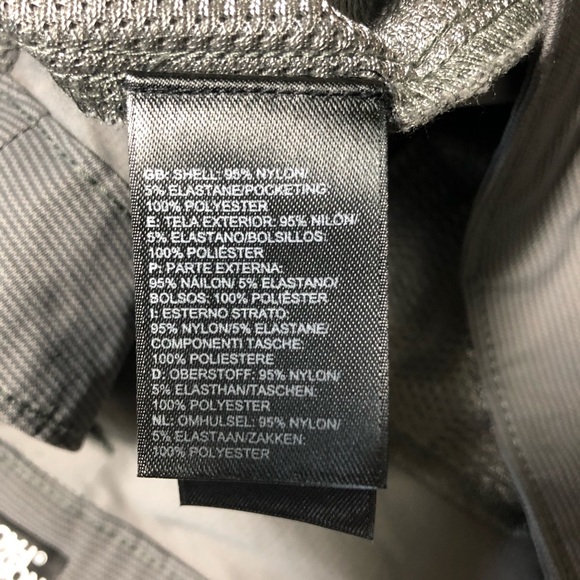 GB: SHELL: 95% NYLON/
5% ELASTANE/POCKETING:
100% POLYESTER
E: TELA EXTERIOR: 95% NILÓN/
5% ELASTANO/BOLSILLOS:
100% POLIÉSTER
P: PARTE EXTERNA:
95% NÁILON/ 5% ELASTANO/
BOLSOS: 100% POLIÉSTER
I: ESTERNO STRATO:
95% NYLON/5% ELASTANE/
COMPONENTI TASCHE:
100% POLIESTERE
D: OBERSTOFF: 95% NYLON/
5% ELASTHAN/TASCHEN:
100% POLYESTER
NL: OMHULSEL: 95% NYLON/
5% ELASTAAN/ZAKKEN:
100% POLYESTER